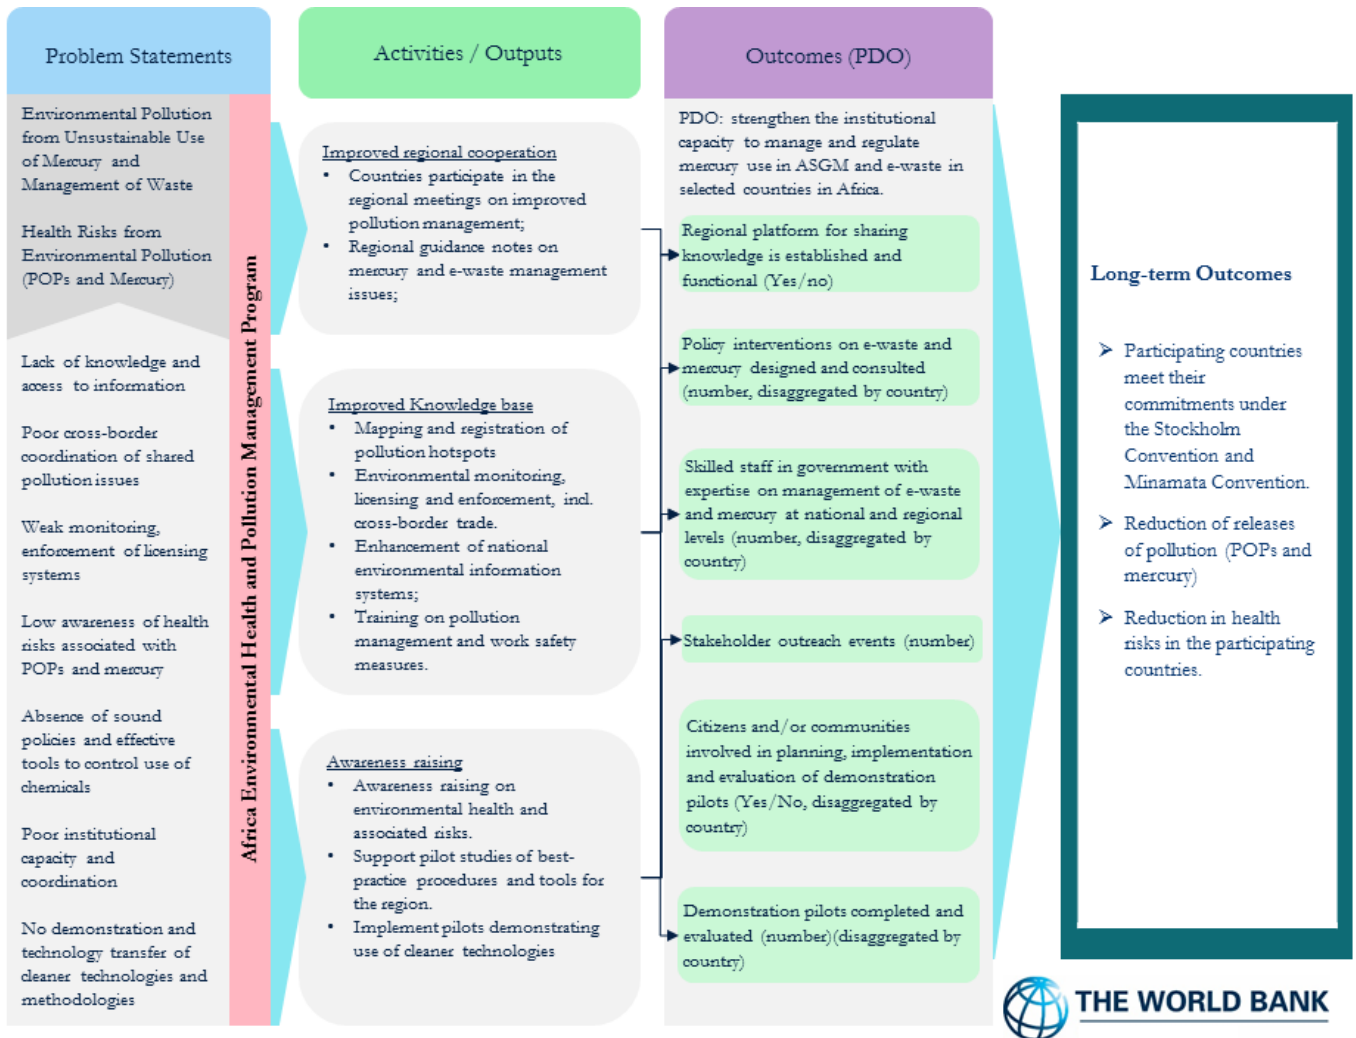 Problem Statements
Environmental Pollution
from Unsustainable Use
of Mercury and
Management of Waste
Health Risks from
Environmental Pollution
(POPs and Mercury)
Lack of knowledge and
access to information
Poor cross-border
coordination of shared
pollution issues
Weak monitoring,
enforcement of licensing
systems
Low awareness of health
risks associated with
POPs and mercury
Absence of sound
policies and effective
tools to control use of
chemicals
Poor institutional
capacity and
coordination
No demonstration and
technology transfer of
cleaner technologies and
methodologies
Africa Environmental Health and Pollution Management Program
Activities / Outputs
Improved regional cooperation
• Countries participate in the
regional meetings on improved
pollution management;
• Regional guidance notes on
mercury and e-waste management
issues;
Improved Knowledge base
• Mapping and registration of
pollution hotspots
• Environmental monitoring,
licensing and enforcement, incl.
cross-border trade.
• Enhancement of national
environmental information
systems;
• Training on pollution
management and work safety
measures.
Awareness raising
• Awareness raising on
environmental health and
associated risks.
• Support pilot studies of best-
practice procedures and tools for
the region.
• Implement pilots demonstrating
use of cleaner technologies
Outcomes (PDO)
PDO: strengthen the institutional
capacity to manage and regulate
mercury use in ASGM and e-waste in
selected countries in Africa.
Regional platform for sharing
knowledge is established and
functional (Yes/no)
Policy interventions on e-waste and
mercury designed and consulted
(number, disaggregated by country)
Skilled staff in government with
expertise on management of e-waste
and mercury at national and regional
levels (number, disaggregated by
country)
Stakeholder outreach events (number)
Citizens and/or communities
involved in planning, implementation
and evaluation of demonstration
pilots (Yes/No, disaggregated by
country)
Demonstration pilots completed and
evaluated (number)(disaggregated by
country)
Long-term Outcomes
➢ Participating countries
meet their
commitments under
the Stockholm
Convention and
Minamata Convention.
➢ Reduction of releases
of pollution (POPs and
mercury)
➢ Reduction in health
risks in the participating
countries.
THE WORLD BANK